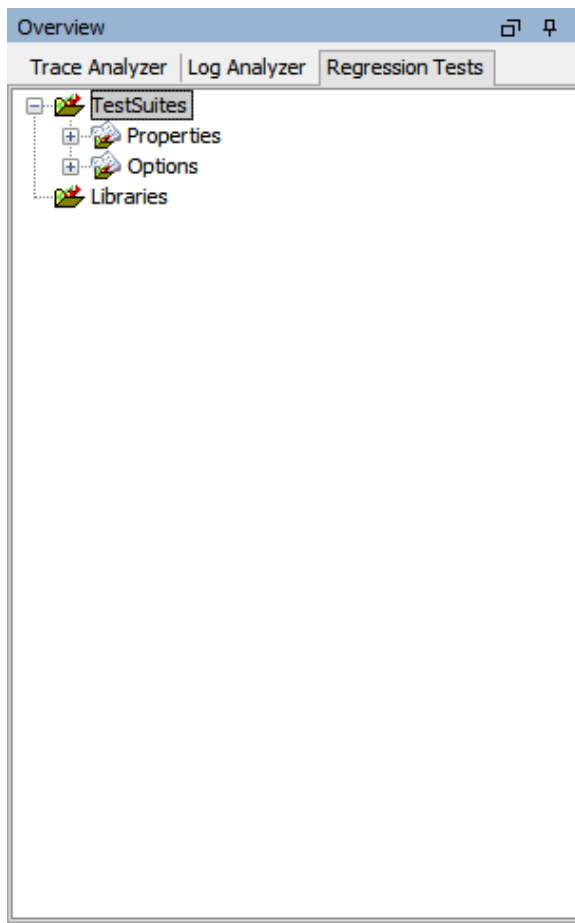 Overview
Trace Analyzer Log Analyzer Regression Tests
TestSuites
Properties
Options
Libraries